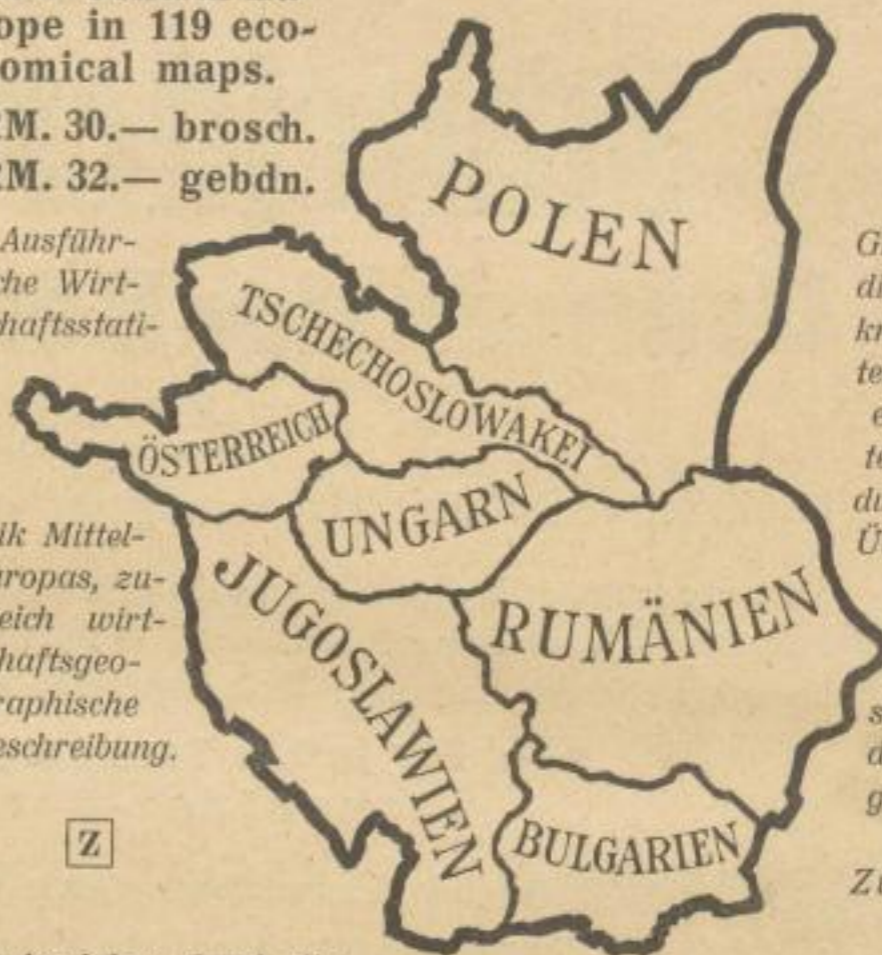 ope in 119 eco-
omical maps.
M. 30.— brosch.
M. 32.— gebdn.
Ausführ-
che Wirt-
haftsstati-
ik Mittel-
uropas, zu-
eich wirt-
haftsgeo-
raphische
eschreibung.
Z
POLEN
TSCHECHOSLOWAKEI
ÖSTERREICH
UNGARN
JUGOSLAWIEN
RUMÄNIEN
BULGARIEN